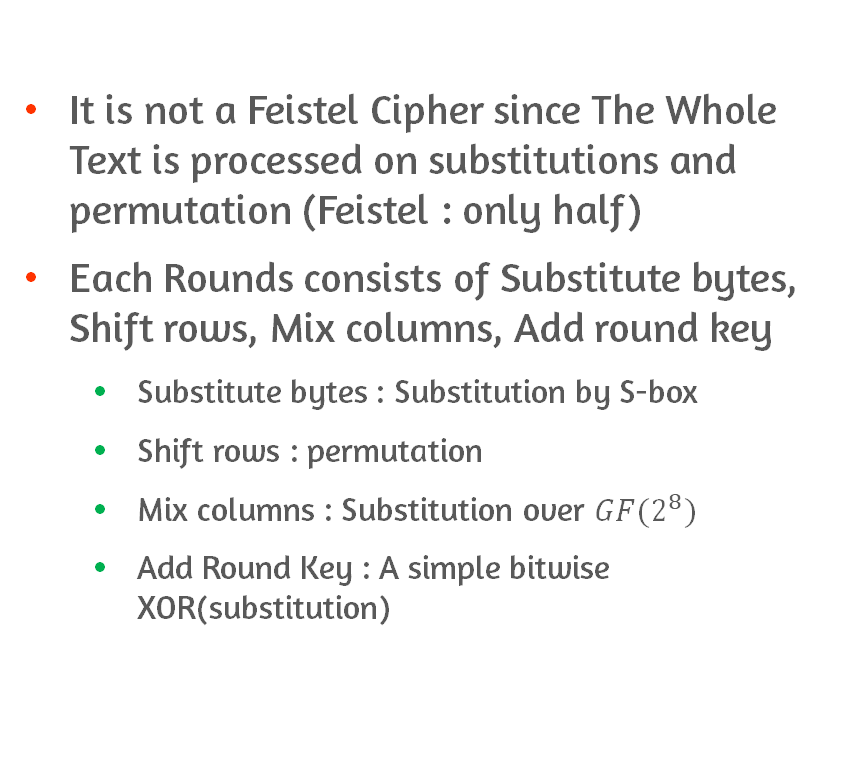 • It is not a Feistel Cipher since The Whole
Text is processed on substitutions and
permutation (Feistel : only half)
• Each Rounds consists of Substitute bytes,
Shift rows, Mix columns, Add round key
• Substitute bytes : Substitution by S-box
• Shift rows : permutation
• Mix columns : Substitution over GF(2⁸)
• Add Round Key : A simple bitwise
XOR(substitution)